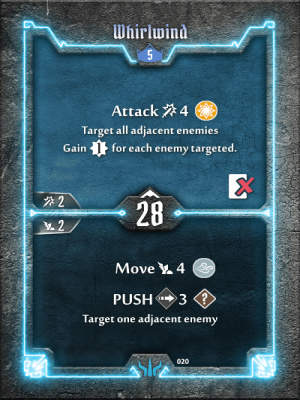 Whirlwind
5
Attack 4
Target all adjacent enemies
Gain 1 for each enemy targeted.
2
28
2
Move 4
PUSH 3 ?
Target one adjacent enemy
020